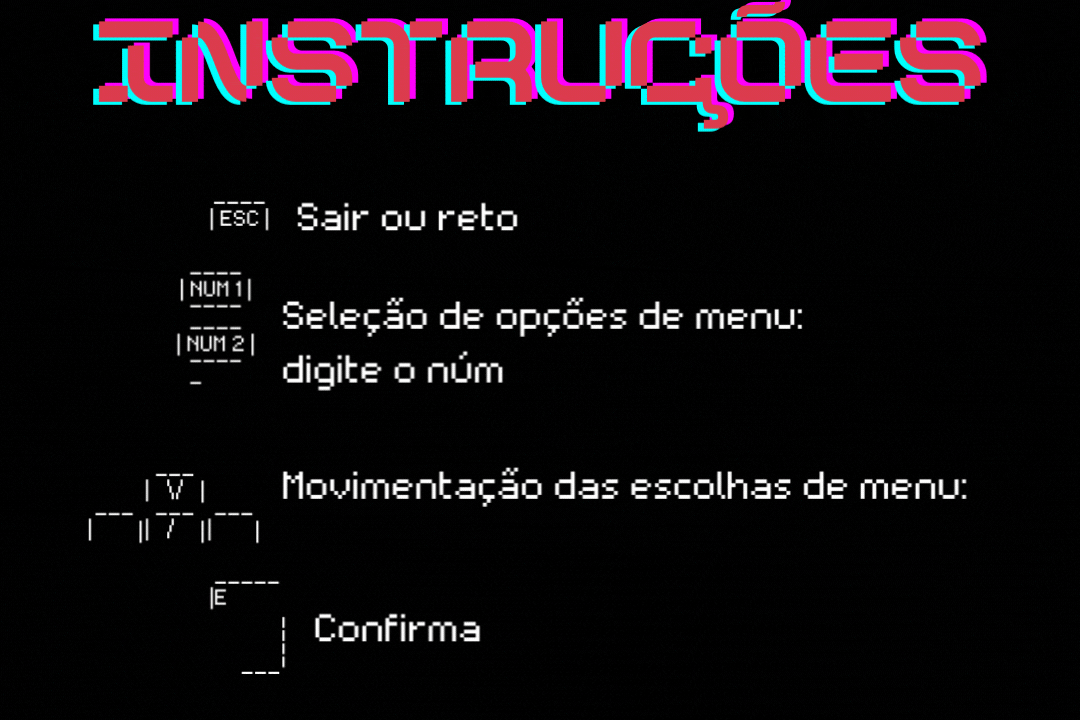 INSTRUÇÕES
ESC Sair ou reto
NUM 1
Seleção de opções de menu:
NUM 2
digite o núm
Movimentação das escolhas de menu:
E
Confirma